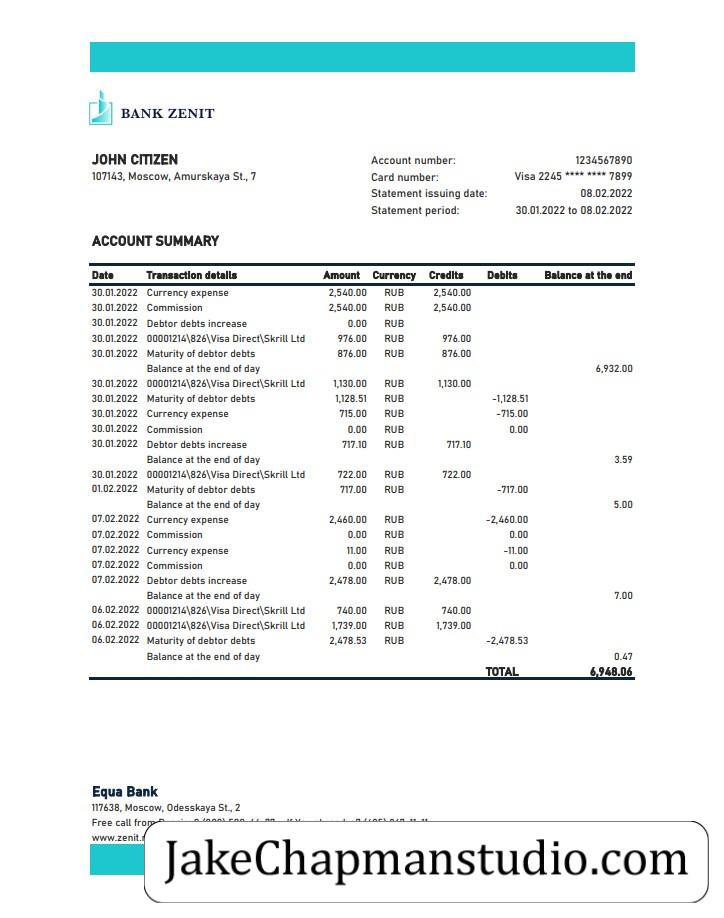 BANK ZENIT
JOHN CITIZEN
107143, Moscow, Amurskaya St., 7
Account number: 1234567890
Card number: Visa 2245 **** **** 7899
Statement issuing date: 08.02.2022
Statement period: 30.01.2022 to 08.02.2022
ACCOUNT SUMMARY
Date Transaction details Amount Currency Credits Debits Balance at the end
30.01.2022 Currency expense 2,540.00 RUB 2,540.00
30.01.2022 Commission 2,540.00 RUB 2,540.00
30.01.2022 Debtor debts increase 0.00 RUB
30.01.2022 00001214\826\Visa Direct\Skrill Ltd 976.00 RUB 976.00
30.01.2022 Maturity of debtor debts 876.00 RUB 876.00
Balance at the end of day 6,932.00
30.01.2022 00001214\826\Visa Direct\Skrill Ltd 1,130.00 RUB 1,130.00
30.01.2022 Maturity of debtor debts 1,128.51 RUB -1,128.51
30.01.2022 Currency expense 715.00 RUB -715.00
30.01.2022 Commission 0.00 RUB 0.00
30.01.2022 Debtor debts increase 717.10 RUB 717.10
Balance at the end of day 3.59
30.01.2022 00001214\826\Visa Direct\Skrill Ltd 722.00 RUB 722.00
01.02.2022 Maturity of debtor debts 717.00 RUB -717.00
Balance at the end of day 5.00
07.02.2022 Currency expense 2,460.00 RUB -2,460.00
07.02.2022 Commission 0.00 RUB 0.00
07.02.2022 Currency expense 11.00 RUB -11.00
07.02.2022 Commission 0.00 RUB 0.00
07.02.2022 Debtor debts increase 2,478.00 RUB 2,478.00
Balance at the end of day 7.00
06.02.2022 00001214\826\Visa Direct\Skrill Ltd 740.00 RUB 740.00
06.02.2022 00001214\826\Visa Direct\Skrill Ltd 1,739.00 RUB 1,739.00
06.02.2022 Maturity of debtor debts 2,478.53 RUB -2,478.53
Balance at the end of day 0.47
TOTAL 6,948.06
Equa Bank
117638, Moscow, Odesskaya St., 2
Free call from
www.zenit.r
JakeChapmanstudio.com